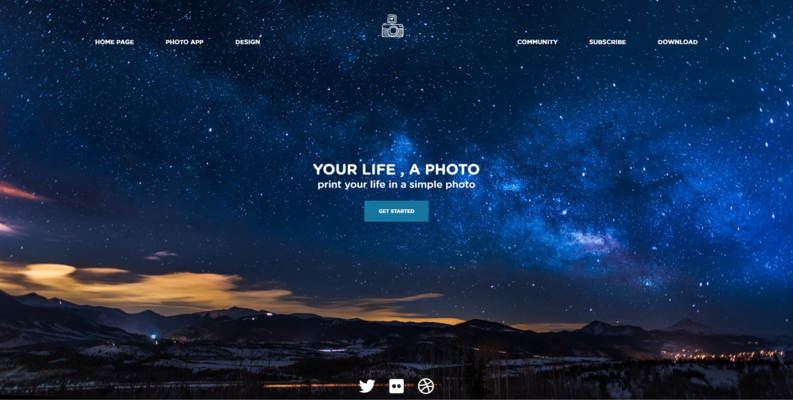 HOME PAGE PHOTO APP DESIGN COMMUNITY SUBSCRIBE DOWNLOAD
YOUR LIFE , A PHOTO
print your life in a simple photo
GET STARTED